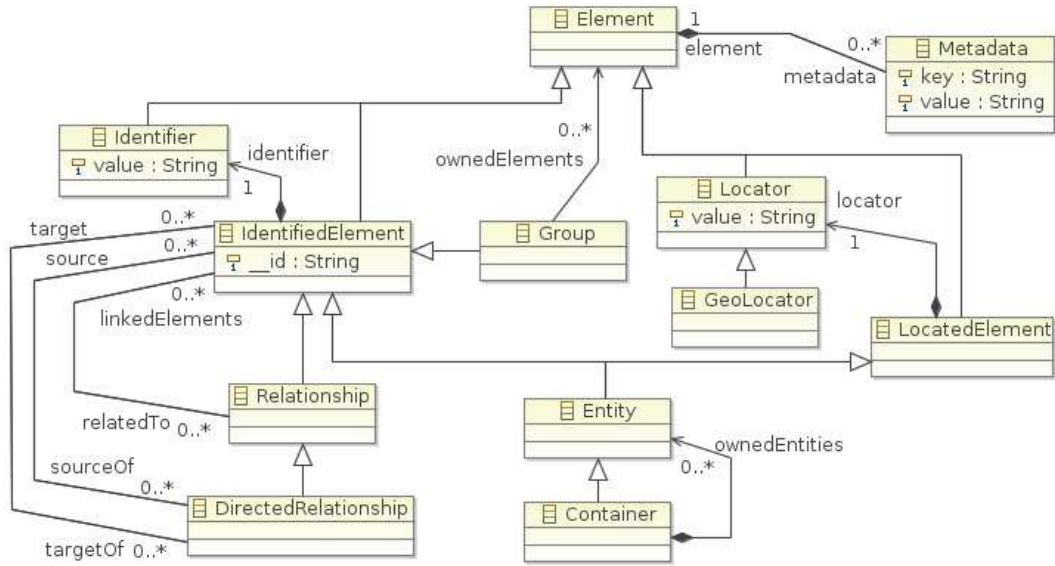 Element
1
element
0..*
metadata
Metadata
key : String
value : String
Identifier
value : String
identifier
1
0..*
ownedElements
Locator
value : String
locator
1
target
0..*
source
0..*
0..*
linkedElements
IdentifiedElement
__id : String
Group
GeoLocator
LocatedElement
Relationship
relatedTo
0..*
Entity
ownedEntities
0..*
sourceOf
0..*
DirectedRelationship
targetOf
0..*
Container